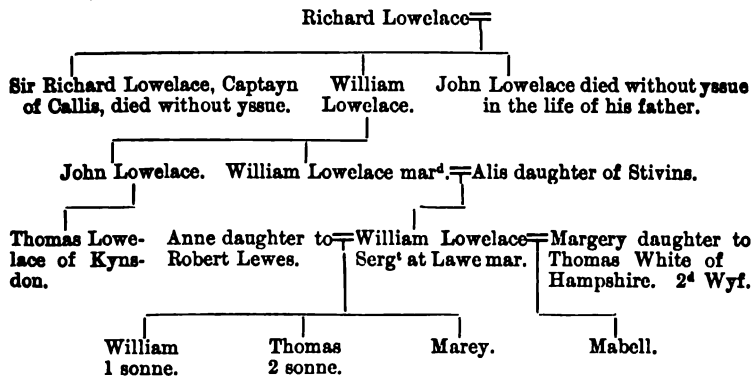 Richard Lowelace
Sir Richard Lowelace, Captayn
of Callis, died without yssue.
William
Lowelace.
John Lowelace died without yssue
in the life of his father.
John Lowelace.
William Lowelace marᵈ.
Alis daughter of Stivins.
Thomas Lowe-
lace of Kyns-
don.
Anne daughter to
Robert Lewes.
William Lowelace
Sergᵗ at Lawe mar.
Margery daughter to
Thomas White of
Hampshire. 2ᵈ Wyf.
William
1 sonne.
Thomas
2 sonne.
Marey.
Mabell.